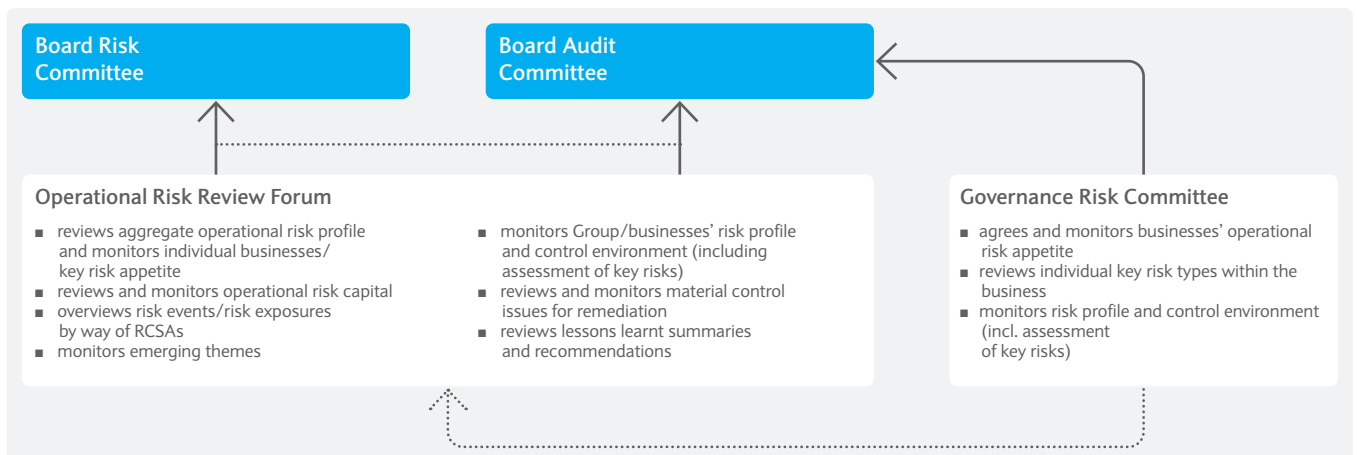 Board Risk
Committee
Board Audit
Committee
Operational Risk Review Forum
■ reviews aggregate operational risk profile
and monitors individual businesses/
key risk appetite
■ reviews and monitors operational risk capital
■ overviews risk events/risk exposures
by way of RCSAs
■ monitors emerging themes
■ monitors Group/businesses’ risk profile
and control environment (including
assessment of key risks)
■ reviews and monitors material control
issues for remediation
■ reviews lessons learnt summaries
and recommendations
Governance Risk Committee
■ agrees and monitors businesses’ operational
risk appetite
■ reviews individual key risk types within the
business
■ monitors risk profile and control environment
(incl. assessment
of key risks)